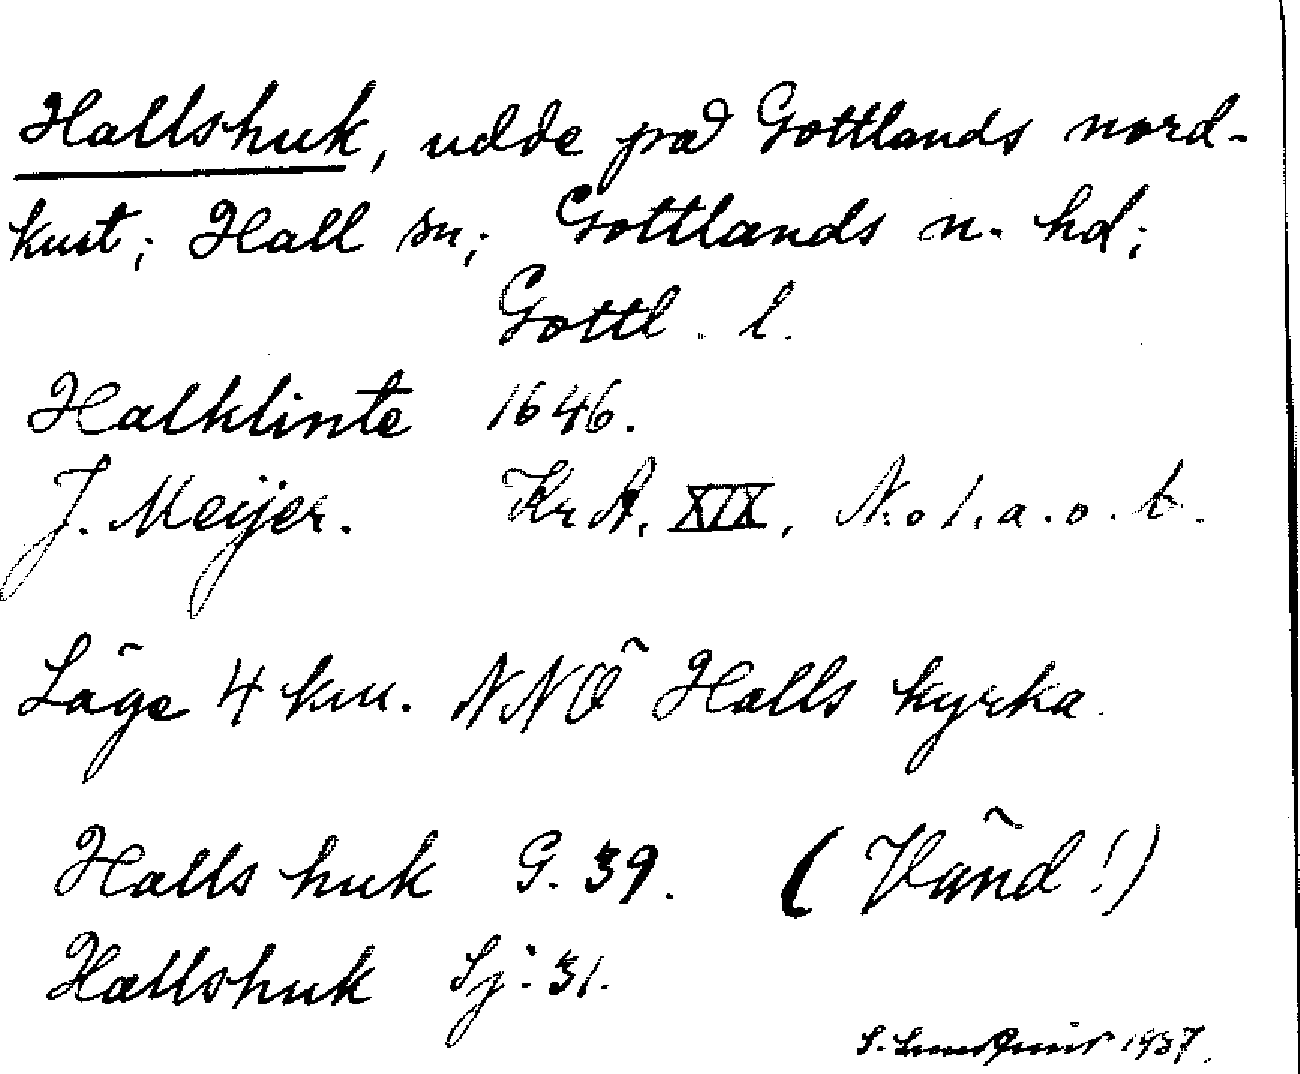 Hallshuk, udde på Gottlands nord-
kust; Hall sn; Gottlands n. hd;
Gottl. l.
Halklinte 1646.
J. Meijer. Kr A. XIX, N:o 1. a. o. b.
Läge 4 km. NNÖ Halls kyrka.
Halls huk G. 39. (Vänd!)
Hallshuk Sj. 31.
S. 1937.